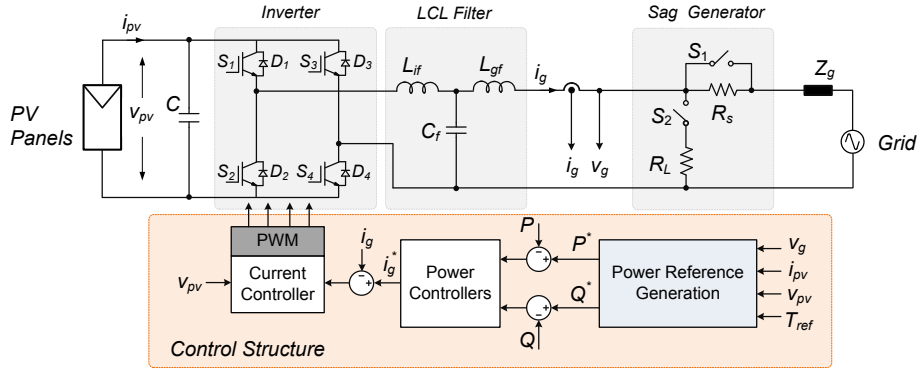 Inverter
LCL Filter
Sag Generator
i_pv
S_1
D_1
S_3
D_3
L_if
L_gf
i_g
S_1
Z_g
PV
Panels
v_pv
C
C_f
S_2
R_s
R_L
Grid
S_2
D_2
S_4
D_4
i_g
v_g
PWM
Current
Controller
v_pv
i_g
i_g^*
- +
Power
Controllers
P
P^*
- +
Q^*
- +
Q
Power Reference
Generation
v_g
i_pv
v_pv
T_ref
Control Structure